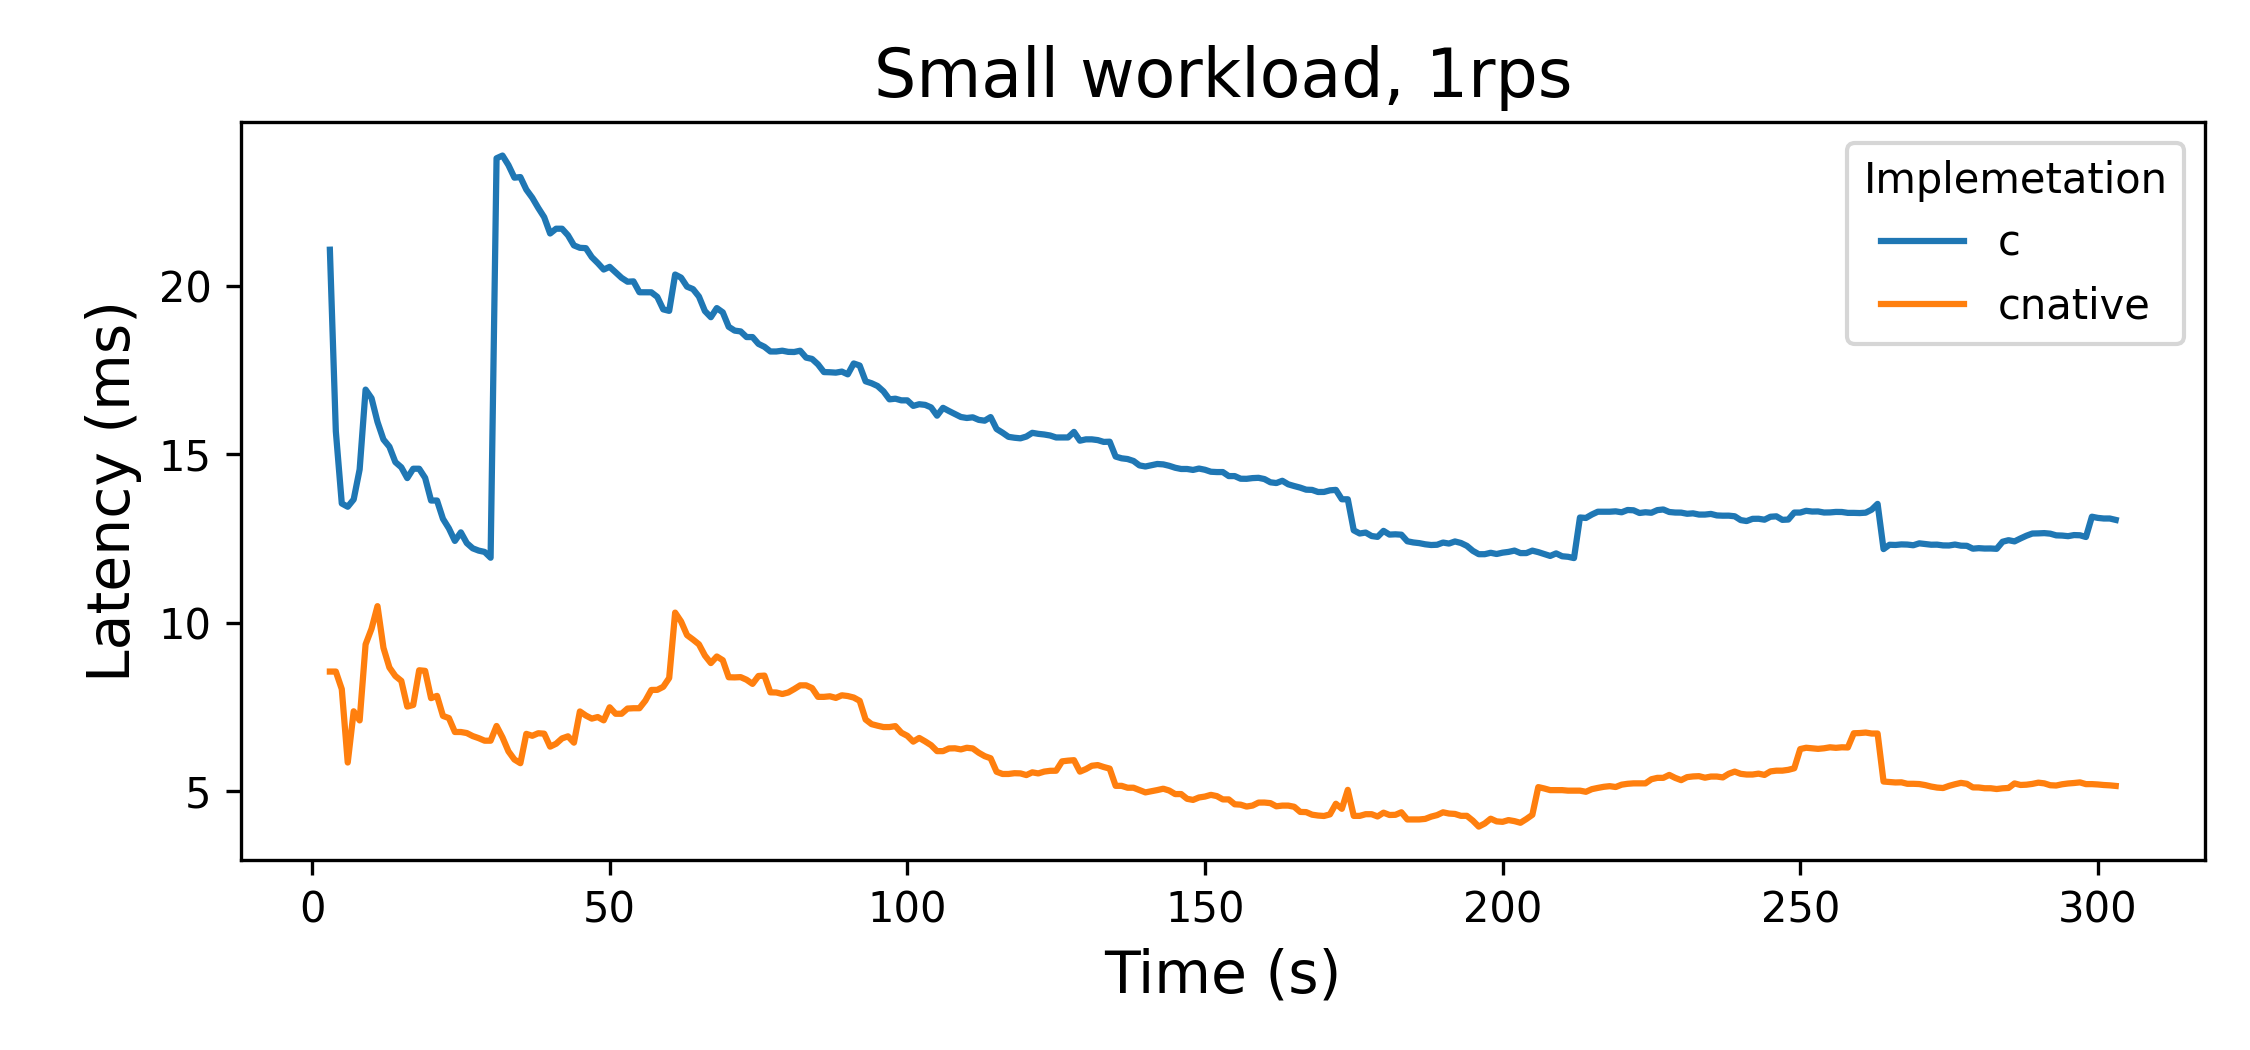 Small workload, 1rps
Implemetation
c
cnative
Latency (ms)
20
15
10
5
0 50 100 150 200 250 300
Time (s)